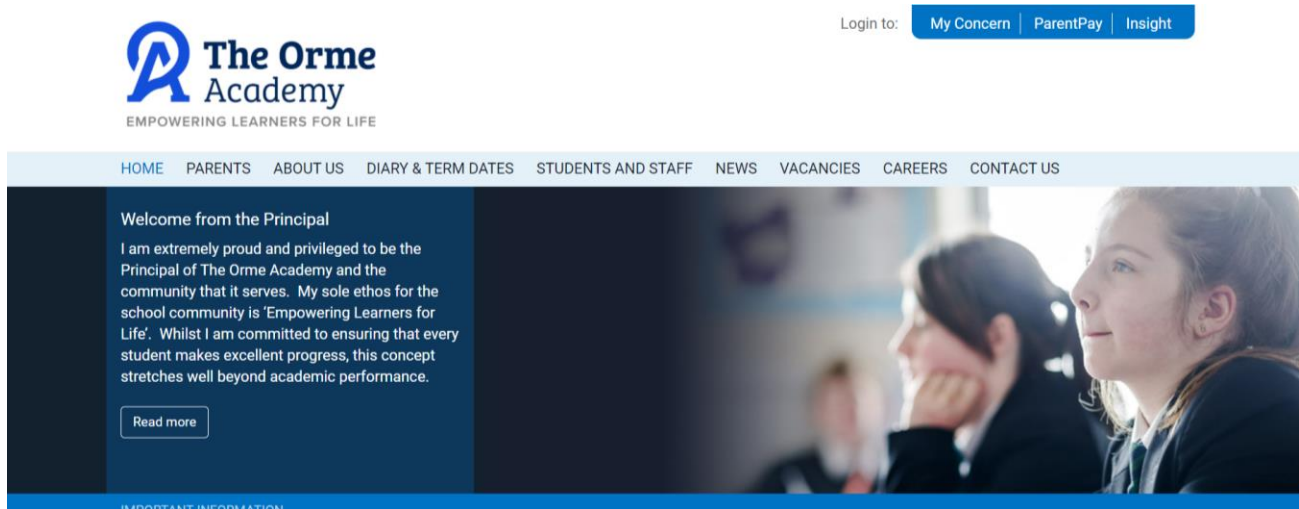 Login to: My Concern | ParentPay | Insight
The Orme
Academy
EMPOWERING LEARNERS FOR LIFE
HOME PARENTS ABOUT US DIARY & TERM DATES STUDENTS AND STAFF NEWS VACANCIES CAREERS CONTACT US
Welcome from the Principal
I am extremely proud and privileged to be the
Principal of The Orme Academy and the
community that it serves.  My sole ethos for the
school community is ‘Empowering Learners for
Life’.  Whilst I am committed to ensuring that every
student makes excellent progress, this concept
stretches well beyond academic performance.
Read more
IMPORTANT INFORMATION